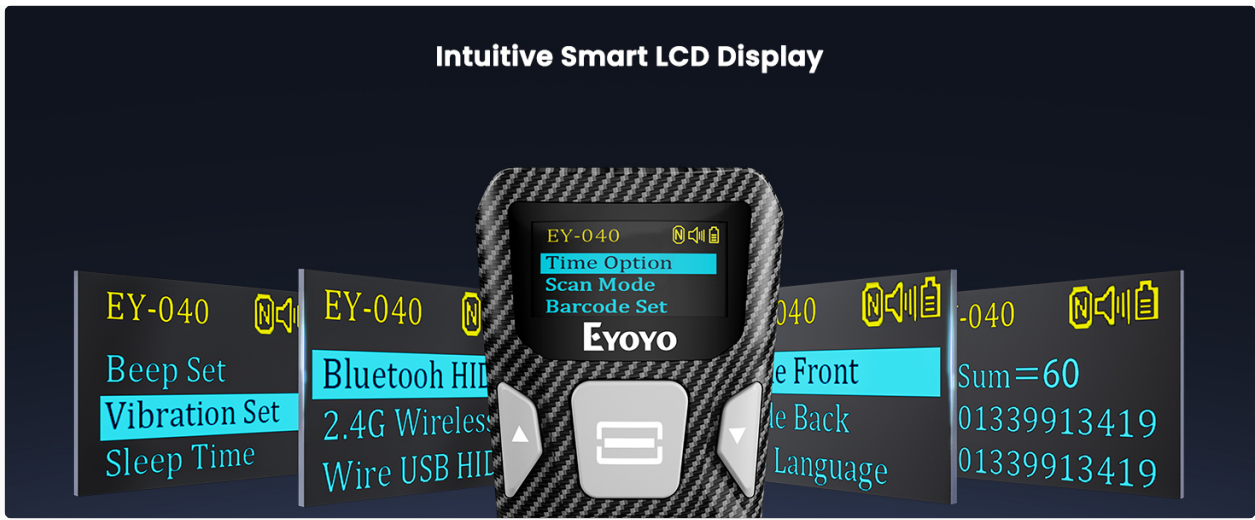 Intuitive Smart LCD Display
EY-040
Beep Set
Vibration Set
Sleep Time
EY-040
Bluetooh HID
2.4G Wireless
Wire USB HID
EY-040
Time Option
Scan Mode
Barcode Set
EYOYO
040
Front
Back
Language
-040
Sum=60
01339913419
01339913419